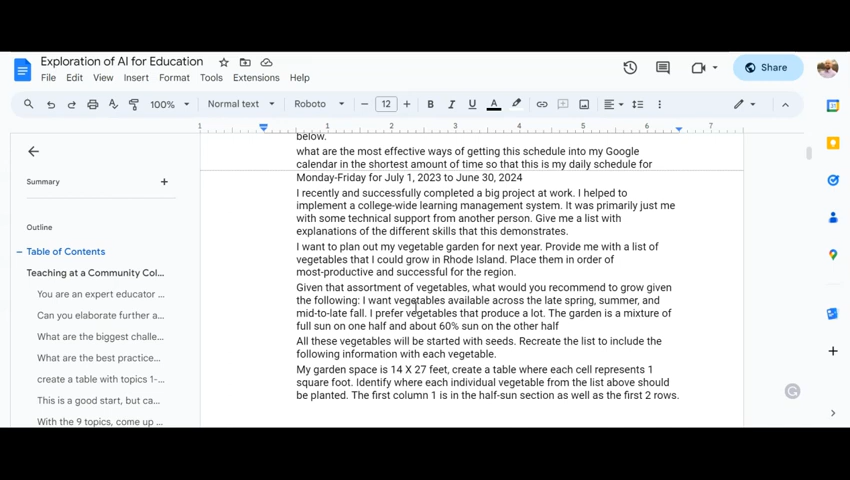 Exploration of AI for Education
File Edit View Insert Format Tools Extensions Help
Share
100% Normal text Roboto 12 B I U A
1 1 2 3 4 5 6 7
Summary
Outline
Table of Contents
Teaching at a Community Col...
You are an expert educator ...
Can you elaborate further a...
What are the biggest challe...
What are the best practice...
create a table with topics 1-...
This is a good start, but ca...
With the 9 topics, come up ...
below.
what are the most effective ways of getting this schedule into my Google
calendar in the shortest amount of time so that this is my daily schedule for
Monday-Friday for July 1, 2023 to June 30, 2024
I recently and successfully completed a big project at work. I helped to
implement a college-wide learning management system. It was primarily just me
with some technical support from another person. Give me a list with
explanations of the different skills that this demonstrates.
I want to plan out my vegetable garden for next year. Provide me with a list of
vegetables that I could grow in Rhode Island. Place them in order of
most-productive and successful for the region.
Given that assortment of vegetables, what would you recommend to grow given
the following: I want vegetables available across the late spring, summer, and
mid-to-late fall. I prefer vegetables that produce a lot. The garden is a mixture of
full sun on one half and about 60% sun on the other half
All these vegetables will be started with seeds. Recreate the list to include the
following information with each vegetable.
My garden space is 14 X 27 feet, create a table where each cell represents 1
square foot. Identify where each individual vegetable from the list above should
be planted. The first column 1 is in the half-sun section as well as the first 2 rows.